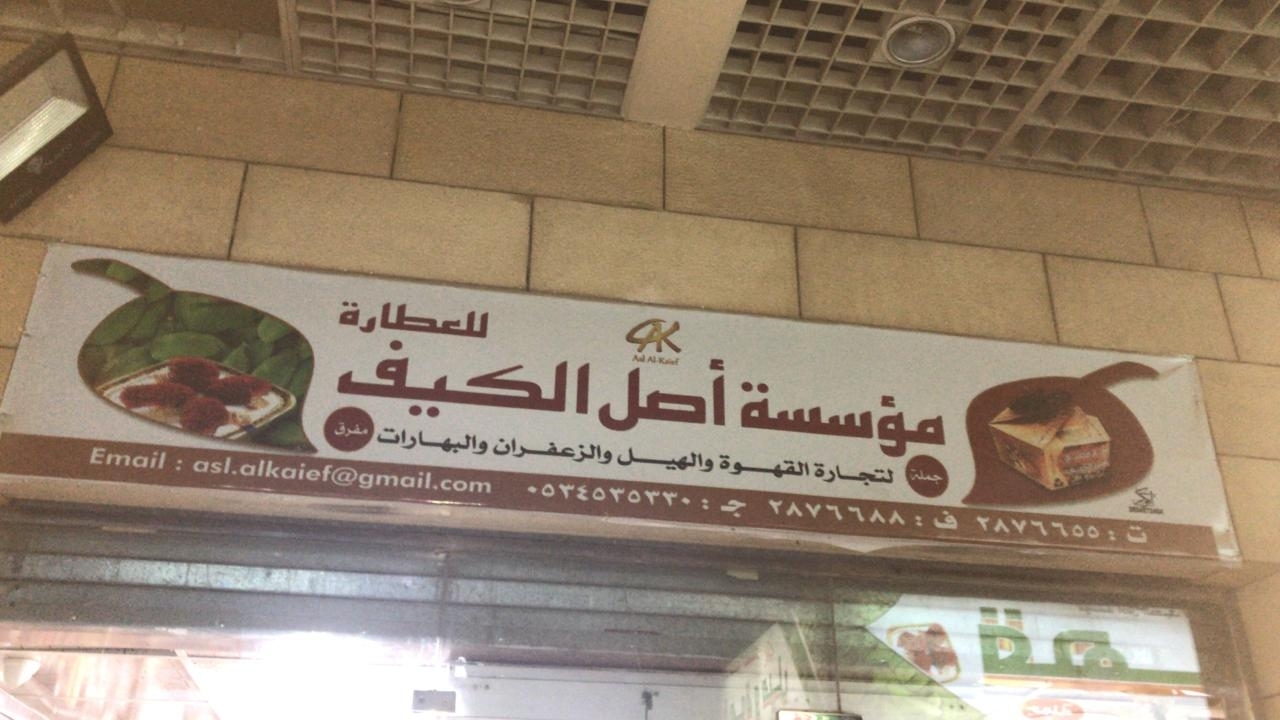 للعطارة
AK
Asl Al-Kaief
مؤسسة أصل الكيف
جملة
لتجارة القهوة والهيل والزعفران والبهارات
مفرق
ت : ٢٨٧٦٦٥٥ ف : ٢٨٧٦٦٨٨ جـ : ٠٥٣٤٥٣٥٣٣٠
Email : asl.alkaief@gmail.com